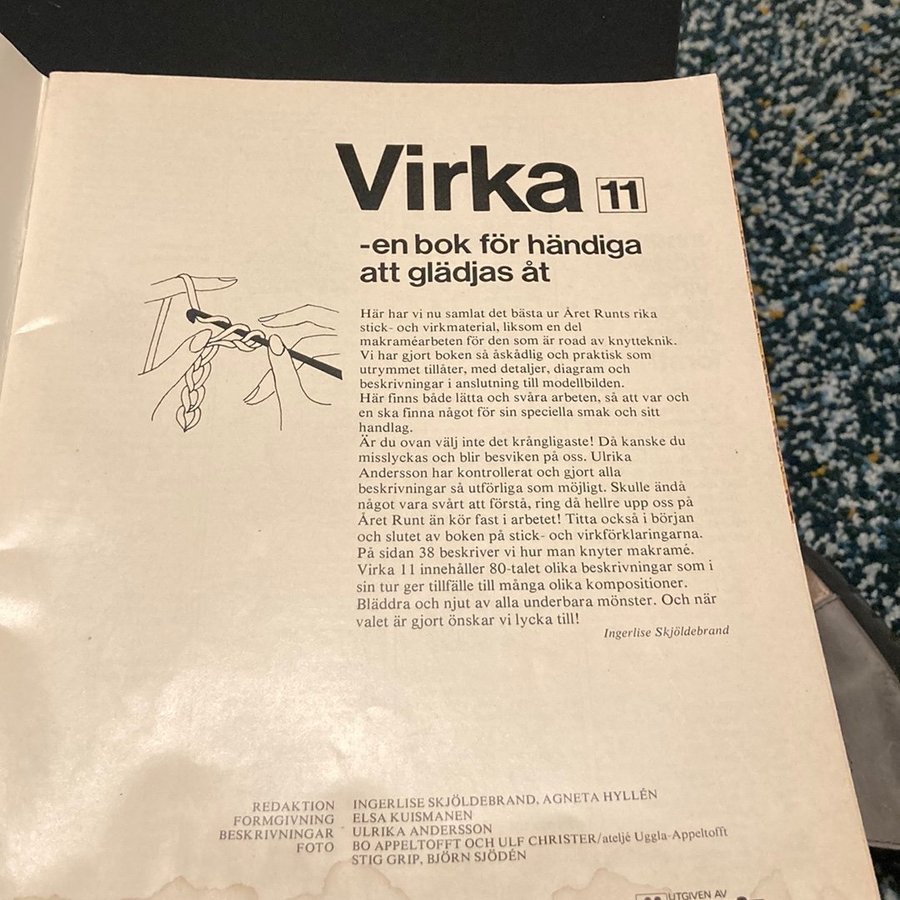 Virka 11
-en bok för händiga
att glädjas åt
Här har vi nu samlat det bästa ur Året Runts rika
stick- och virkmaterial, liksom en del
makraméarbeten för den som är road av knytteknik.
Vi har gjort boken så åskådlig och praktisk som
utrymmet tillåter, med detaljer, diagram och
beskrivningar i anslutning till modellbilden.
Här finns både lätta och svåra arbeten, så att var och
en ska finna något för sin speciella smak och sitt
handlag.
Är du ovan välj inte det krångligaste! Då kanske du
misslyckas och blir besviken på oss. Ulrika
Andersson har kontrollerat och gjort alla
beskrivningar så utförliga som möjligt. Skulle ändå
något vara svårt att förstå, ring då hellre upp oss på
Året Runt än kör fast i arbetet! Titta också i början
och slutet av boken på stick- och virkförklaringarna.
På sidan 38 beskriver vi hur man knyter makramé.
Virka 11 innehåller 80-talet olika beskrivningar som i
sin tur ger tillfälle till många olika kompositioner.
Bläddra och njut av alla underbara mönster. Och när
valet är gjort önskar vi lycka till!
Ingerlise Skjöldebrand
REDAKTION INGERLISE SKJÖLDEBRAND, AGNETA HYLLÉN
FORMGIVNING ELSA KUISMANEN
BESKRIVNINGAR ULRIKA ANDERSSON
FOTO BO APPELTOFFT OCH ULF CHRISTER/ateljé Uggla-Appeltofft
STIG GRIP, BJÖRN SJÖDÉN
UTGIVEN AV